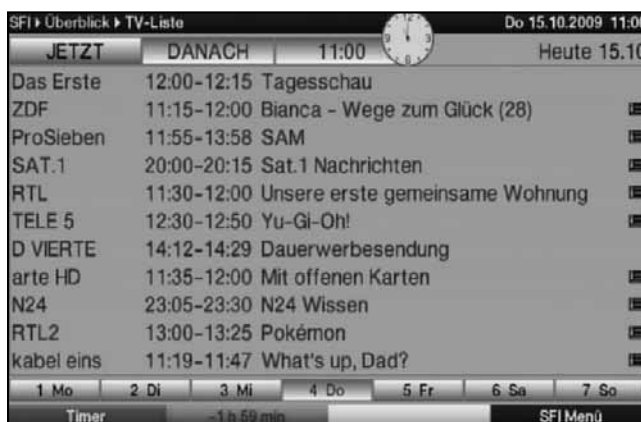 SFI ▸ Überblick ▸ TV-Liste Do 15.10.2009 11:00
JETZT DANACH 11:00 Heute 15.10
Das Erste 12:00-12:15 Tagesschau
ZDF 11:15-12:00 Bianca - Wege zum Glück (28)
ProSieben 11:55-13:58 SAM
SAT.1 20:00-20:15 Sat.1 Nachrichten
RTL 11:30-12:00 Unsere erste gemeinsame Wohnung
TELE 5 12:30-12:50 Yu-Gi-Oh!
D VIERTE 14:12-14:29 Dauerwerbesendung
arte HD 11:35-12:00 Mit offenen Karten
N24 23:05-23:30 N24 Wissen
RTL2 13:00-13:25 Pokémon
kabel eins 11:19-11:47 What's up, Dad?
1 Mo 2 Di 3 Mi 4 Do 5 Fr 6 Sa 7 So
Timer -1 h 59 min SFI Menü